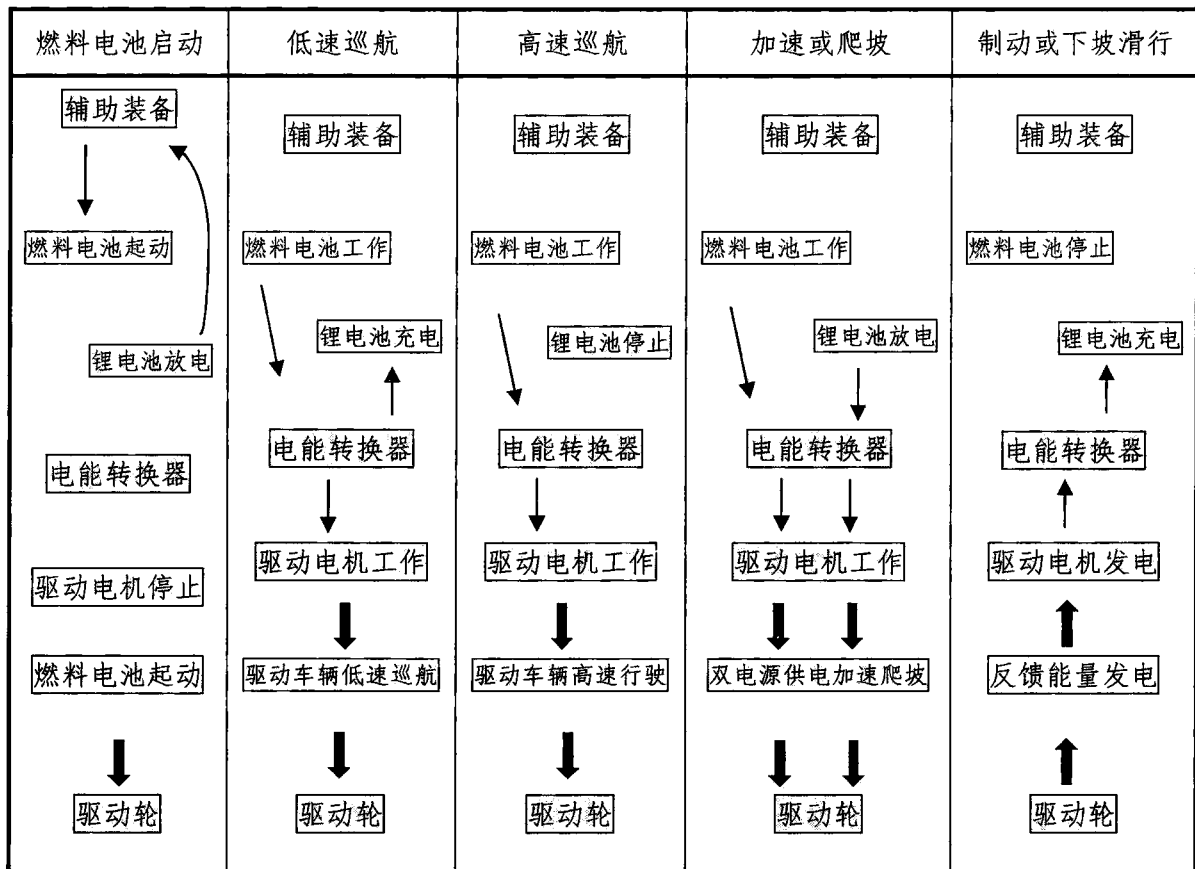 燃料电池启动
低速巡航
高速巡航
加速或爬坡
制动或下坡滑行
辅助装备
燃料电池起动
锂电池放电
电能转换器
驱动电机停止
燃料电池起动
驱动轮
辅助装备
燃料电池工作
锂电池充电
电能转换器
驱动电机工作
驱动车辆低速巡航
驱动轮
辅助装备
燃料电池工作
锂电池停止
电能转换器
驱动电机工作
驱动车辆高速行驶
驱动轮
辅助装备
燃料电池工作
锂电池放电
电能转换器
驱动电机工作
双电源供电加速爬坡
驱动轮
辅助装备
燃料电池停止
锂电池充电
电能转换器
驱动电机发电
反馈能量发电
驱动轮